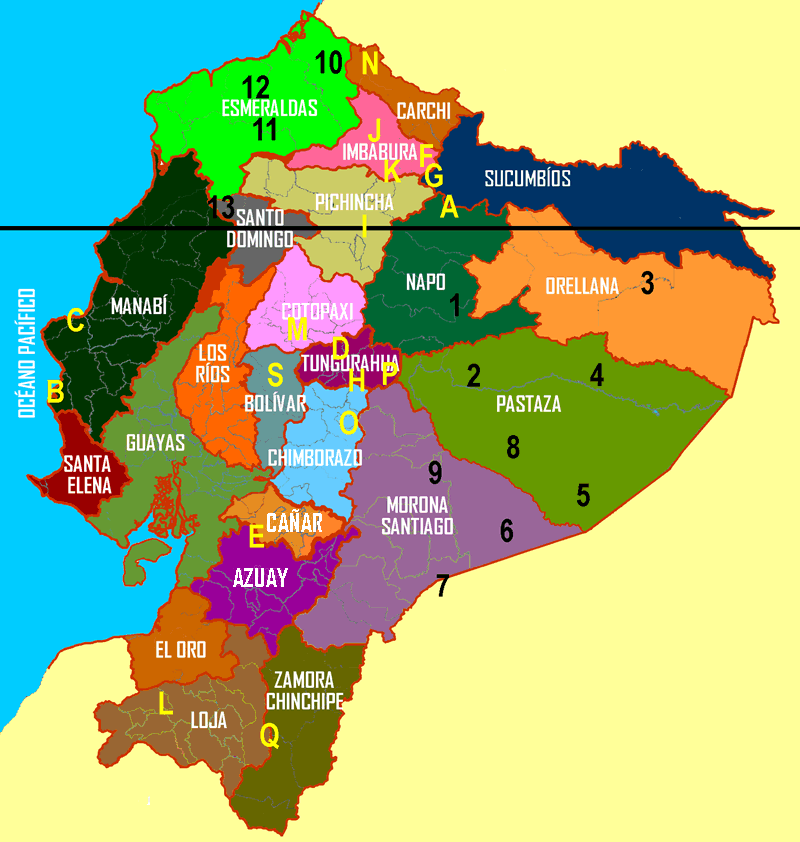 10
N
12
ESMERALDAS
CARCHI
11
J
IMBABURA
F
K
G
SUCUMBÍOS
A
PICHINCHA
13
SANTO
DOMINGO
I
NAPO
ORELLANA
3
1
OCÉANO PACÍFICO
MANABÍ
C
COTOPAXI
M
LOS
RÍOS
D
TUNGURAHUA
H
P
S
BOLÍVAR
2
4
PASTAZA
B
O
GUAYAS
CHIMBORAZO
8
SANTA
ELENA
9
5
MORONA
SANTIAGO
6
CAÑAR
E
AZUAY
7
EL ORO
ZAMORA
CHINCHIPE
L
LOJA
Q